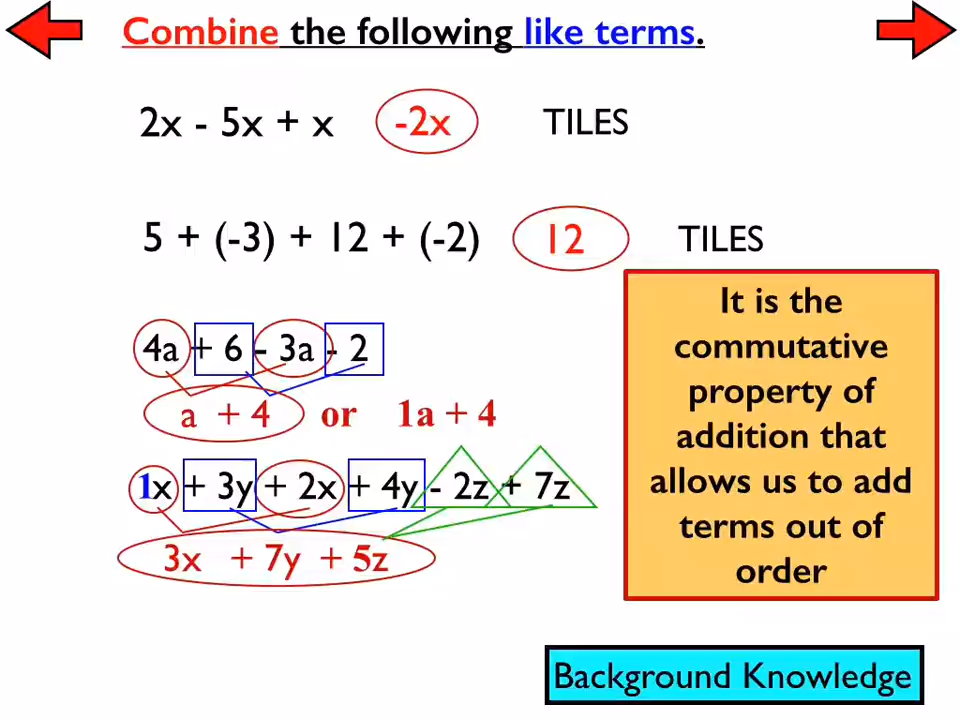 Combine the following like terms.
2x - 5x + x -2x TILES
5 + (-3) + 12 + (-2) 12 TILES
4a + 6 - 3a - 2
a + 4 or 1a + 4
1x + 3y + 2x + 4y - 2z + 7z
3x + 7y + 5z
It is the
commutative
property of
addition that
allows us to add
terms out of
order
Background Knowledge